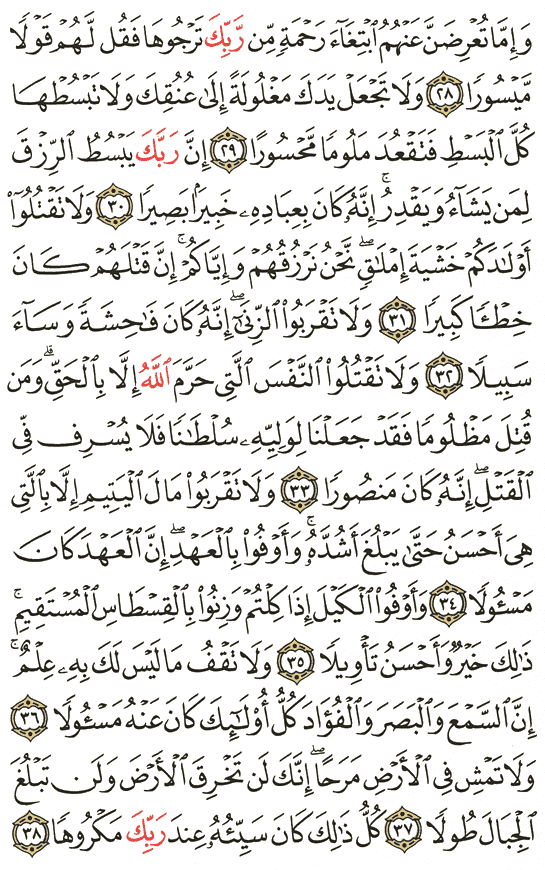 وَإِمَّا تُعْرِضَنَّ عَنْهُمُ ٱبْتِغَآءَ رَحْمَةٍ مِّن رَّبِّكَ تَرْجُوهَا فَقُل لَّهُمْ قَوْلًا
مَّيْسُورًا ٢٨ وَلَا تَجْعَلْ يَدَكَ مَغْلُولَةً إِلَىٰ عُنُقِكَ وَلَا تَبْسُطْهَا
كُلَّ ٱلْبَسْطِ فَتَقْعُدَ مَلُومًا مَّحْسُورًا ٢٩ إِنَّ رَبَّكَ يَبْسُطُ ٱلرِّزْقَ
لِمَن يَشَآءُ وَيَقْدِرُ ۚ إِنَّهُۥ كَانَ بِعِبَادِهِۦ خَبِيرًۢا بَصِيرًا ٣٠ وَلَا تَقْتُلُوٓا۟
أَوْلَـٰدَكُمْ خَشْيَةَ إِمْلَـٰقٍ ۖ نَّحْنُ نَرْزُقُهُمْ وَإِيَّاكُمْ ۚ إِنَّ قَتْلَهُمْ كَانَ
خِطْـًٔا كَبِيرًا ٣١ وَلَا تَقْرَبُوا۟ ٱلزِّنَىٰٓ ۖ إِنَّهُۥ كَانَ فَـٰحِشَةً وَسَآءَ
سَبِيلًا ٣٢ وَلَا تَقْتُلُوا۟ ٱلنَّفْسَ ٱلَّتِى حَرَّمَ ٱللَّهُ إِلَّا بِٱلْحَقِّ ۗ وَمَن
قُتِلَ مَظْلُومًا فَقَدْ جَعَلْنَا لِوَلِيِّهِۦ سُلْطَـٰنًا فَلَا يُسْرِف فِّى
ٱلْقَتْلِ ۖ إِنَّهُۥ كَانَ مَنصُورًا ٣٣ وَلَا تَقْرَبُوا۟ مَالَ ٱلْيَتِيمِ إِلَّا بِٱلَّتِى
هِىَ أَحْسَنُ حَتَّىٰ يَبْلُغَ أَشُدَّهُۥ ۚ وَأَوْفُوا۟ بِٱلْعَهْدِ ۖ إِنَّ ٱلْعَهْدَ كَانَ
مَسْـُٔولًا ٣٤ وَأَوْفُوا۟ ٱلْكَيْلَ إِذَا كِلْتُمْ وَزِنُوا۟ بِٱلْقِسْطَاسِ ٱلْمُسْتَقِيمِ ۚ
ذَٰلِكَ خَيْرٌ وَأَحْسَنُ تَأْوِيلًا ٣٥ وَلَا تَقْفُ مَا لَيْسَ لَكَ بِهِۦ عِلْمٌ ۚ
إِنَّ ٱلسَّمْعَ وَٱلْبَصَرَ وَٱلْفُؤَادَ كُلُّ أُو۟لَـٰٓئِكَ كَانَ عَنْهُ مَسْـُٔولًا ٣٦
وَلَا تَمْشِ فِى ٱلْأَرْضِ مَرَحًا ۖ إِنَّكَ لَن تَخْرِقَ ٱلْأَرْضَ وَلَن تَبْلُغَ
ٱلْجِبَالَ طُولًا ٣٧ كُلُّ ذَٰلِكَ كَانَ سَيِّئُهُۥ عِندَ رَبِّكَ مَكْرُوهًا ٣٨